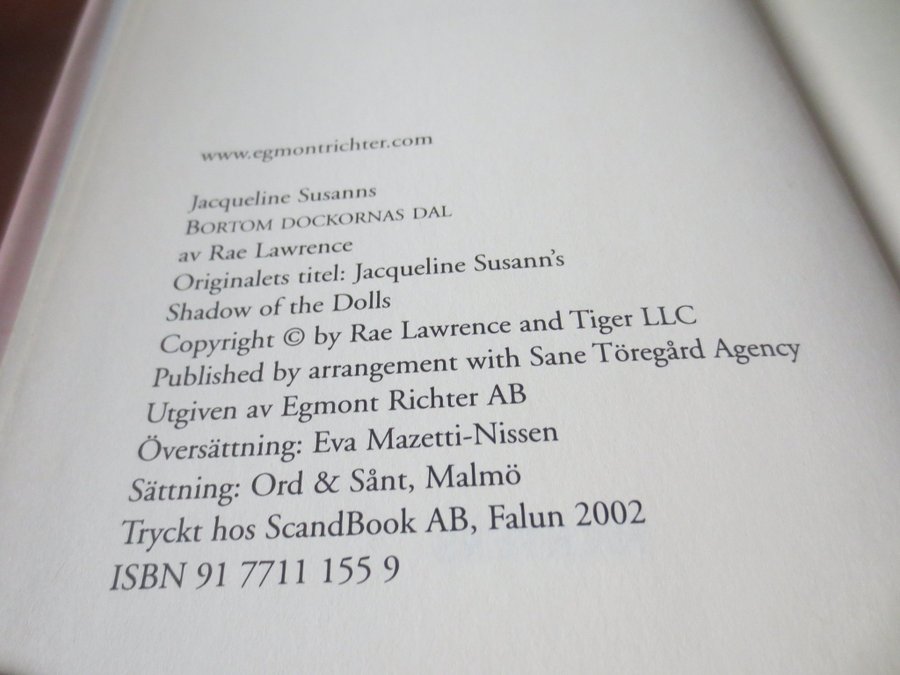 www.egmontrichter.com
Jacqueline Susanns
BORTOM DOCKORNAS DAL
av Rae Lawrence
Originalets titel: Jacqueline Susann's
Shadow of the Dolls
Copyright © by Rae Lawrence and Tiger LLC
Published by arrangement with Sane Töregård Agency
Utgiven av Egmont Richter AB
Översättning: Eva Mazetti-Nissen
Sättning: Ord & Sånt, Malmö
Tryckt hos ScandBook AB, Falun 2002
ISBN 91 7711 155 9